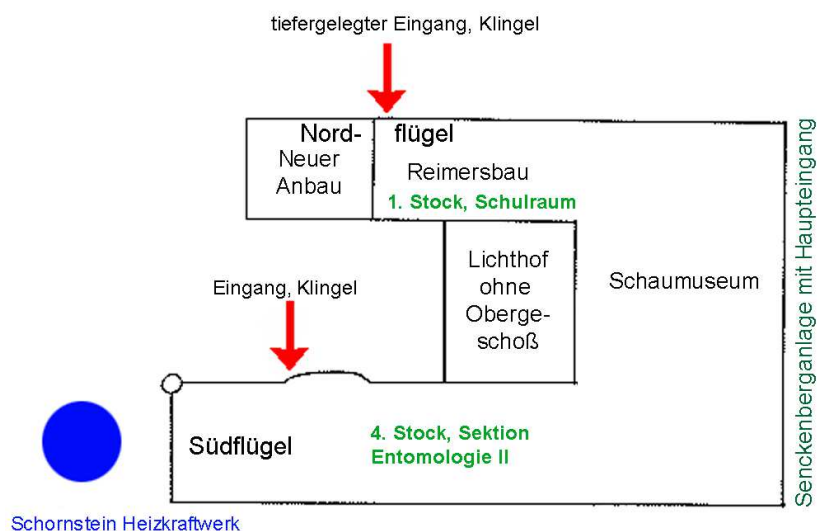 tiefergelegter Eingang, Klingel
Nord- flügel
Neuer
Anbau
Reimersbau
1. Stock, Schulraum
Lichthof
ohne
Oberge-
schoß
Schaumuseum
Senckenberganlage mit Haupteingang
Eingang, Klingel
Südflügel
4. Stock, Sektion
Entomologie II
Schornstein Heizkraftwerk